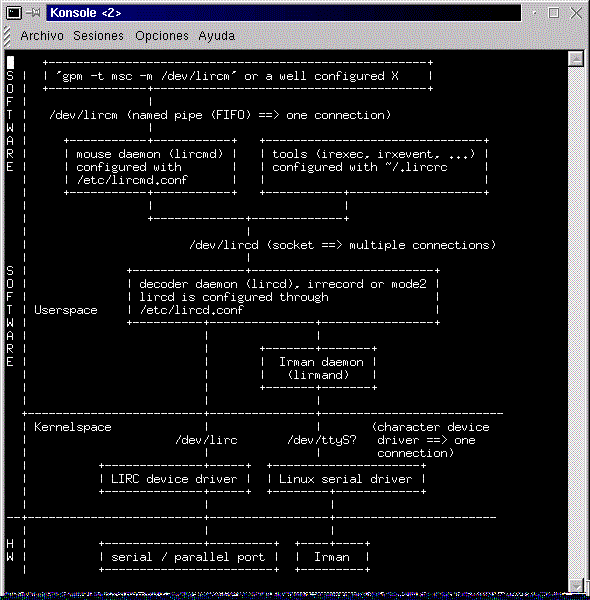 Konsole <2>
Archivo Sesiones Opciones Ayuda
SOFTWARE
'gpm -t msc -m /dev/lircm' or a well configured X
/dev/lircm (named pipe (FIFO) ==> one connection)
mouse daemon (lircmd)
configured with
/etc/lircmd.conf
tools (irexec, irxevent, ...)
configured with ~/.lircrc
/dev/lircd (socket ==> multiple connections)
SOFTWARE
decoder daemon (lircd), irrecord or mode2
lircd is configured through
/etc/lircd.conf
Userspace
Irman daemon
(lirmand)
Kernelspace
/dev/lirc
/dev/ttyS?
(character device
driver ==> one
connection)
LIRC device driver
Linux serial driver
HW
serial / parallel port
Irman